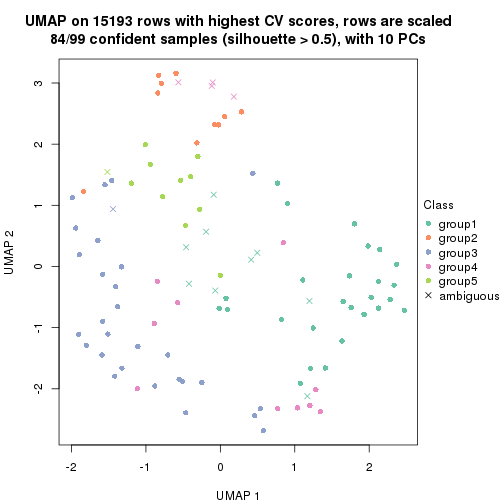 UMAP on 15193 rows with highest CV scores, rows are scaled
84/99 confident samples (silhouette > 0.5), with 10 PCs
3
2
1
0
-1
-2
UMAP 2
-2 -1 0 1 2
UMAP 1
Class
group1
group2
group3
group4
group5
ambiguous